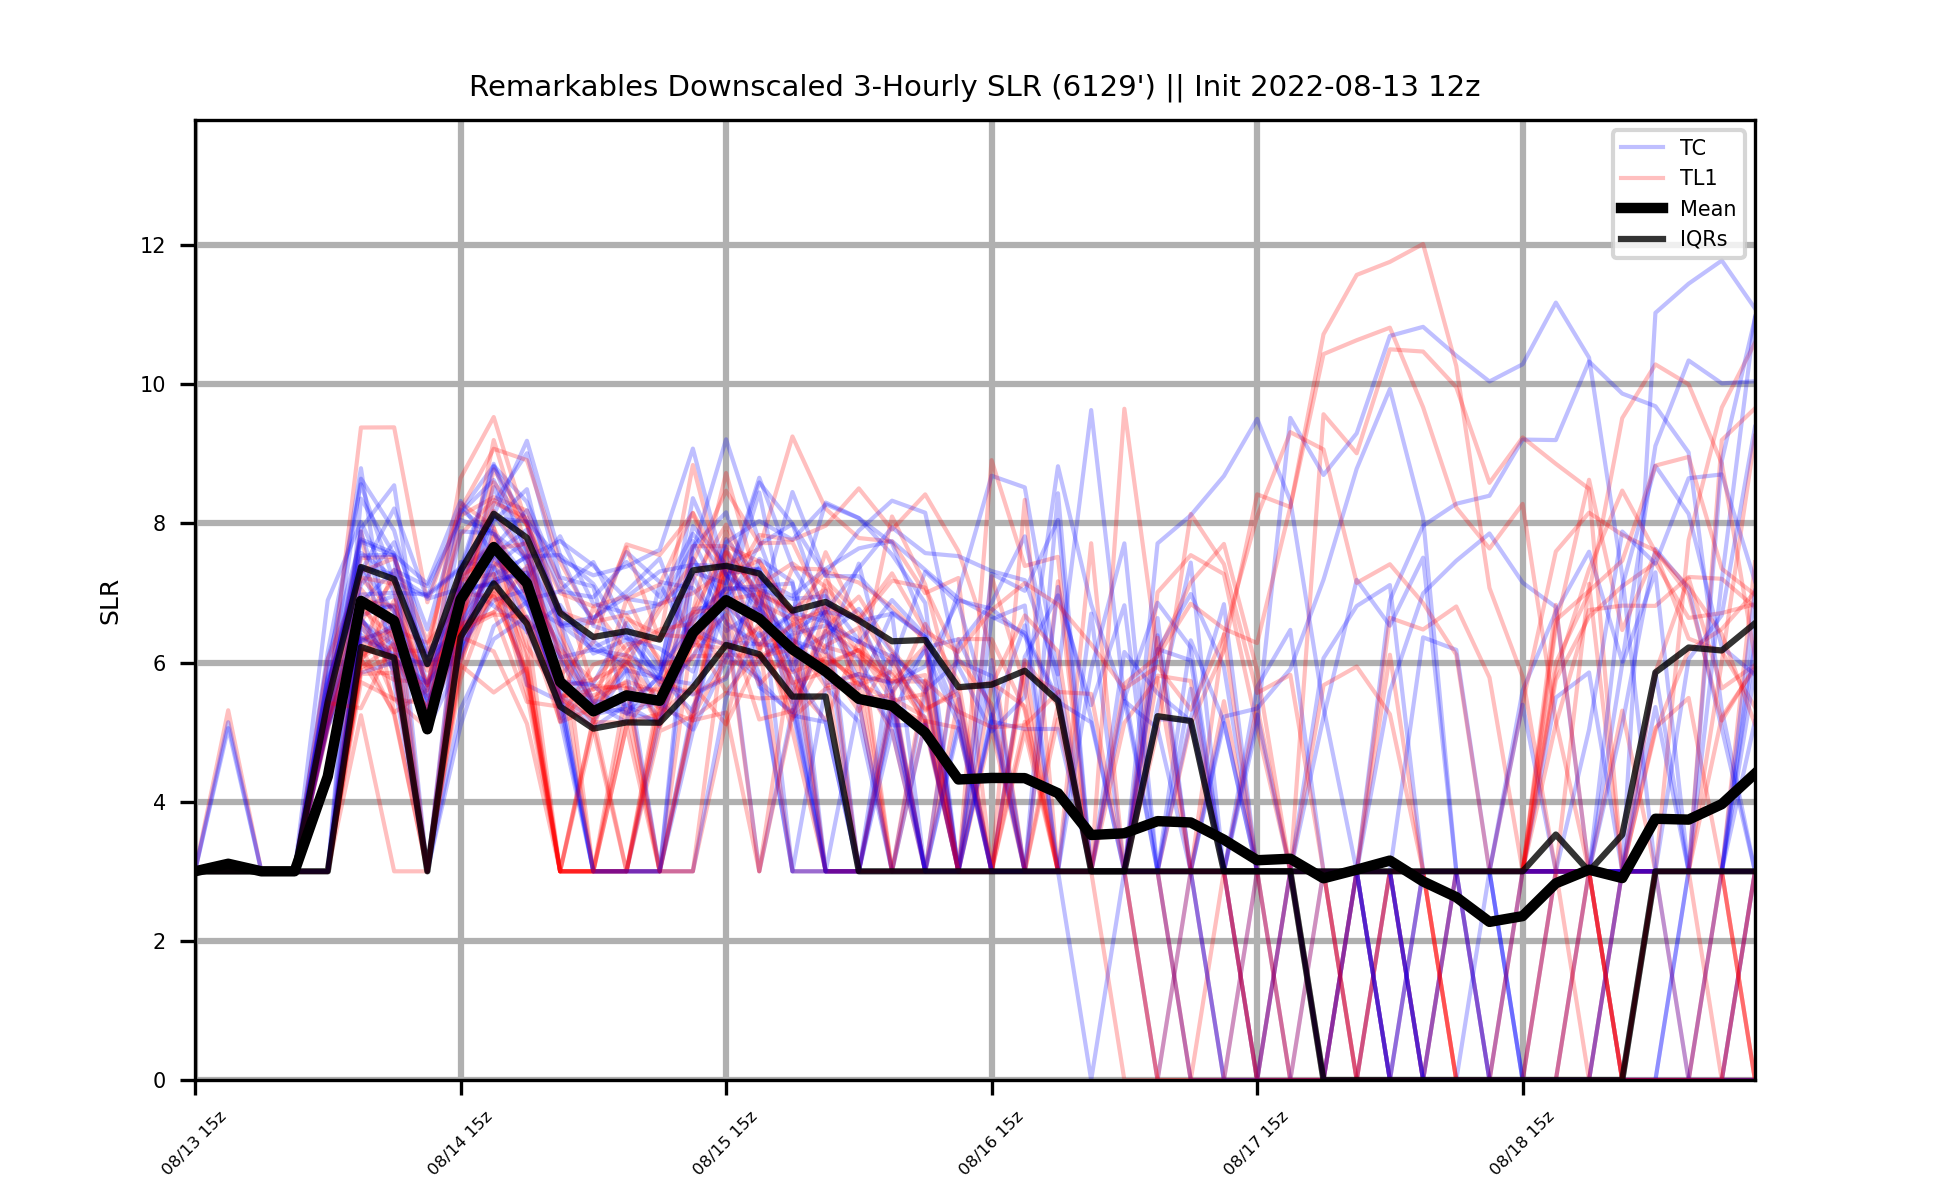 Remarkables Downscaled 3-Hourly SLR (6129') || Init 2022-08-13 12z
TC
TL1
Mean
IQRs
SLR
12
10
8
6
4
2
0
08/13 15z
08/14 15z
08/15 15z
08/16 15z
08/17 15z
08/18 15z